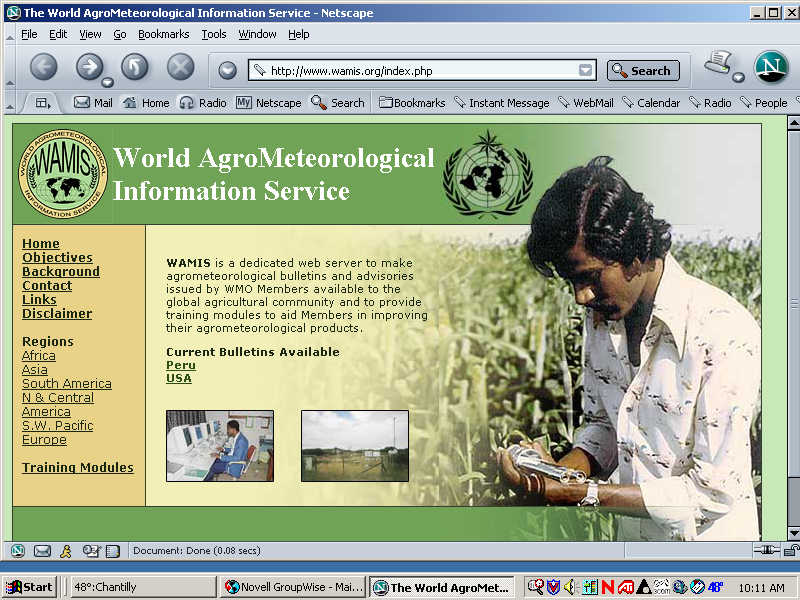 The World AgroMeteorological Information Service - Netscape
File Edit View Go Bookmarks Tools Window Help
http://www.wamis.org/index.php
Search
N
Mail Home Radio My Netscape Search Bookmarks Instant Message WebMail Calendar Radio People
WORLD AGROMETEOROLOGICAL
WAMIS
INFORMATION SERVICE
World AgroMeteorological
Information Service
Home
Objectives
Background
Contact
Links
Disclaimer
Regions
Africa
Asia
South America
N & Central
America
S.W. Pacific
Europe
Training Modules
WAMIS is a dedicated web server to make
agrometeorological bulletins and advisories
issued by WMO Members available to the
global agricultural community and to provide
training modules to aid Members in improving
their agrometeorological products.
Current Bulletins Available
Peru
USA
Document: Done (0.08 secs)
Start
48°:Chantilly
Novell GroupWise - Mai...
The World AgroMet...
48°
10:11 AM